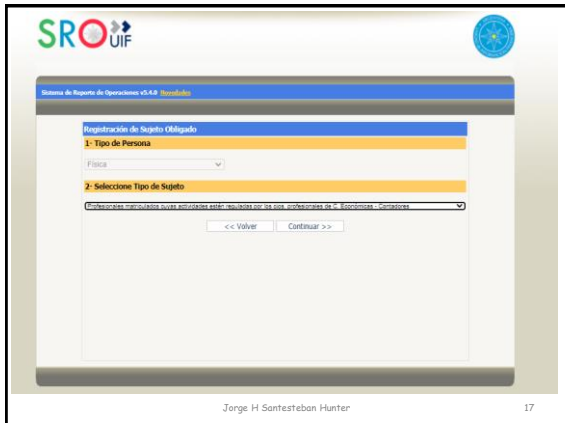 SRO UIF
Sistema de Reporte de Operaciones v5.4.0 Novedades
Registración de Sujeto Obligado
1- Tipo de Persona
Física
2- Seleccione Tipo de Sujeto
Profesionales matriculados cuyas actividades estén reguladas por los cjos. profesionales de C. Económicas - Contadores
<< Volver Continuar >>
Jorge H Santesteban Hunter 17